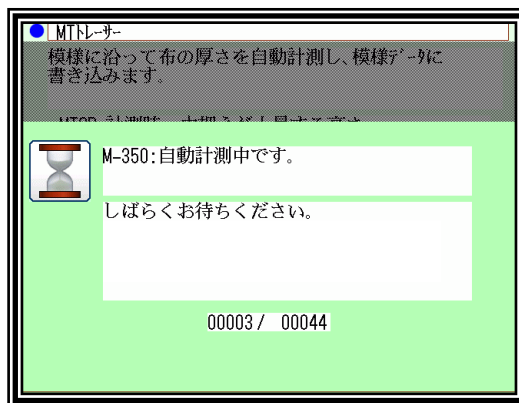 MTﾄﾚｰｻｰ
模様に沿って布の厚さを自動計測し、模様ﾃﾞｰﾀに
書き込みます。
M-350:自動計測中です。
しばらくお待ちください。
00003/ 00044